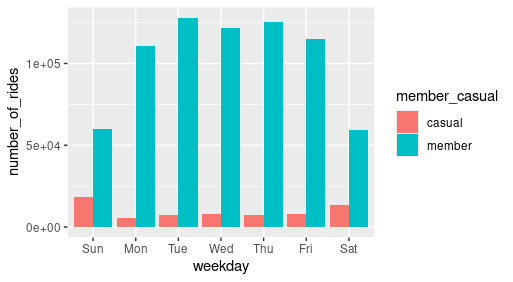 number_of_rides
1e+05
5e+04
0e+00
Sun Mon Tue Wed Thu Fri Sat
weekday
member_casual
casual
member